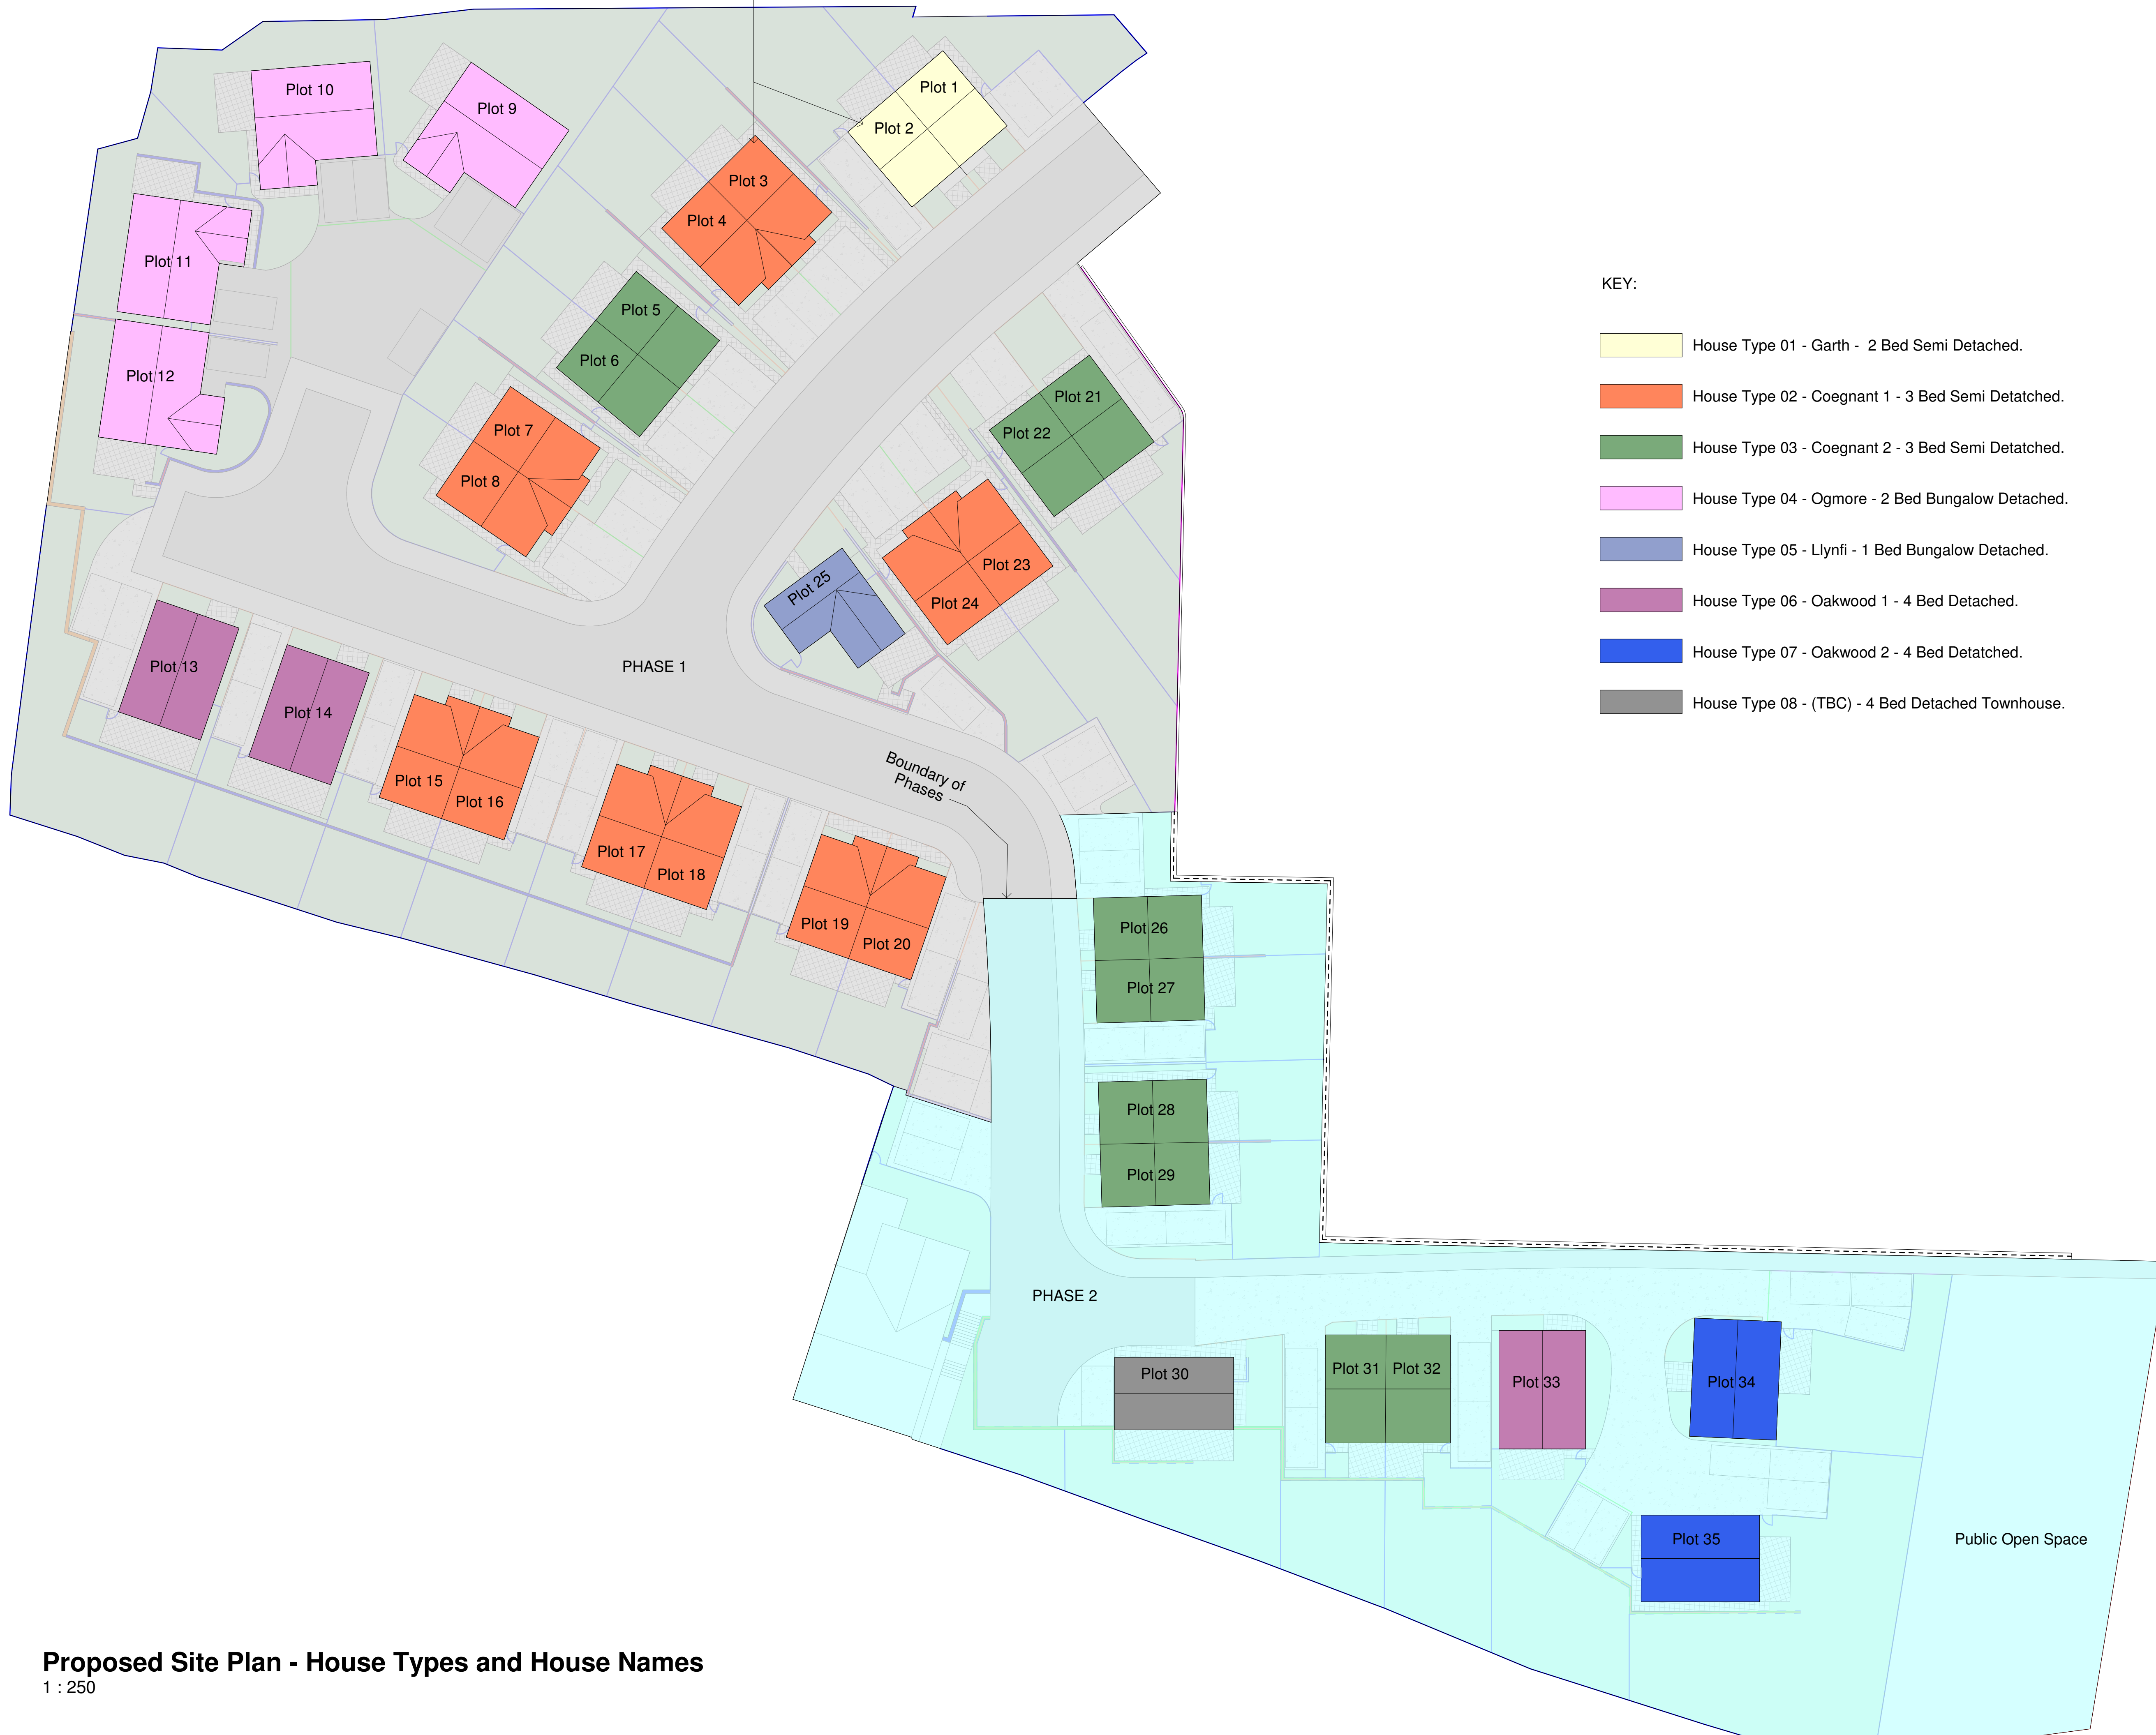 Plot 1
Plot 2
Plot 3
Plot 4
Plot 5
Plot 6
Plot 7
Plot 8
Plot 9
Plot 10
Plot 11
Plot 12
Plot 13
Plot 14
Plot 15
Plot 16
Plot 17
Plot 18
Plot 19
Plot 20
Plot 21
Plot 22
Plot 23
Plot 24
Plot 25
PHASE 1
Boundary of
Phases
Plot 26
Plot 27
Plot 28
Plot 29
PHASE 2
Plot 30
Plot 31
Plot 32
Plot 33
Plot 34
Plot 35
Public Open Space
KEY:
House Type 01 - Garth - 2 Bed Semi Detached.
House Type 02 - Coegnant 1 - 3 Bed Semi Detatched.
House Type 03 - Coegnant 2 - 3 Bed Semi Detatched.
House Type 04 - Ogmore - 2 Bed Bungalow Detached.
House Type 05 - Llynfi - 1 Bed Bungalow Detached.
House Type 06 - Oakwood 1 - 4 Bed Detached.
House Type 07 - Oakwood 2 - 4 Bed Detatched.
House Type 08 - (TBC) - 4 Bed Detached Townhouse.
Proposed Site Plan - House Types and House Names
1 : 250